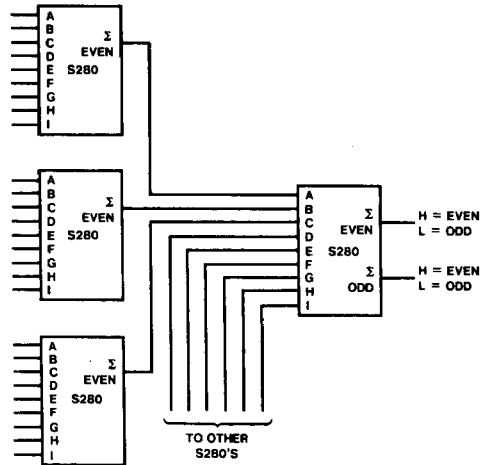 A
B
C
D
E
F
G
H
I
Σ
EVEN
S280
A
B
C
D
E
F
G
H
I
Σ
EVEN
S280
A
B
C
D
E
F
G
H
I
Σ
EVEN
S280
A
B
C
D
E
F
G
H
I
Σ
EVEN
S280
Σ
ODD
H = EVEN
L = ODD
H = EVEN
L = ODD
TO OTHER
S280'S